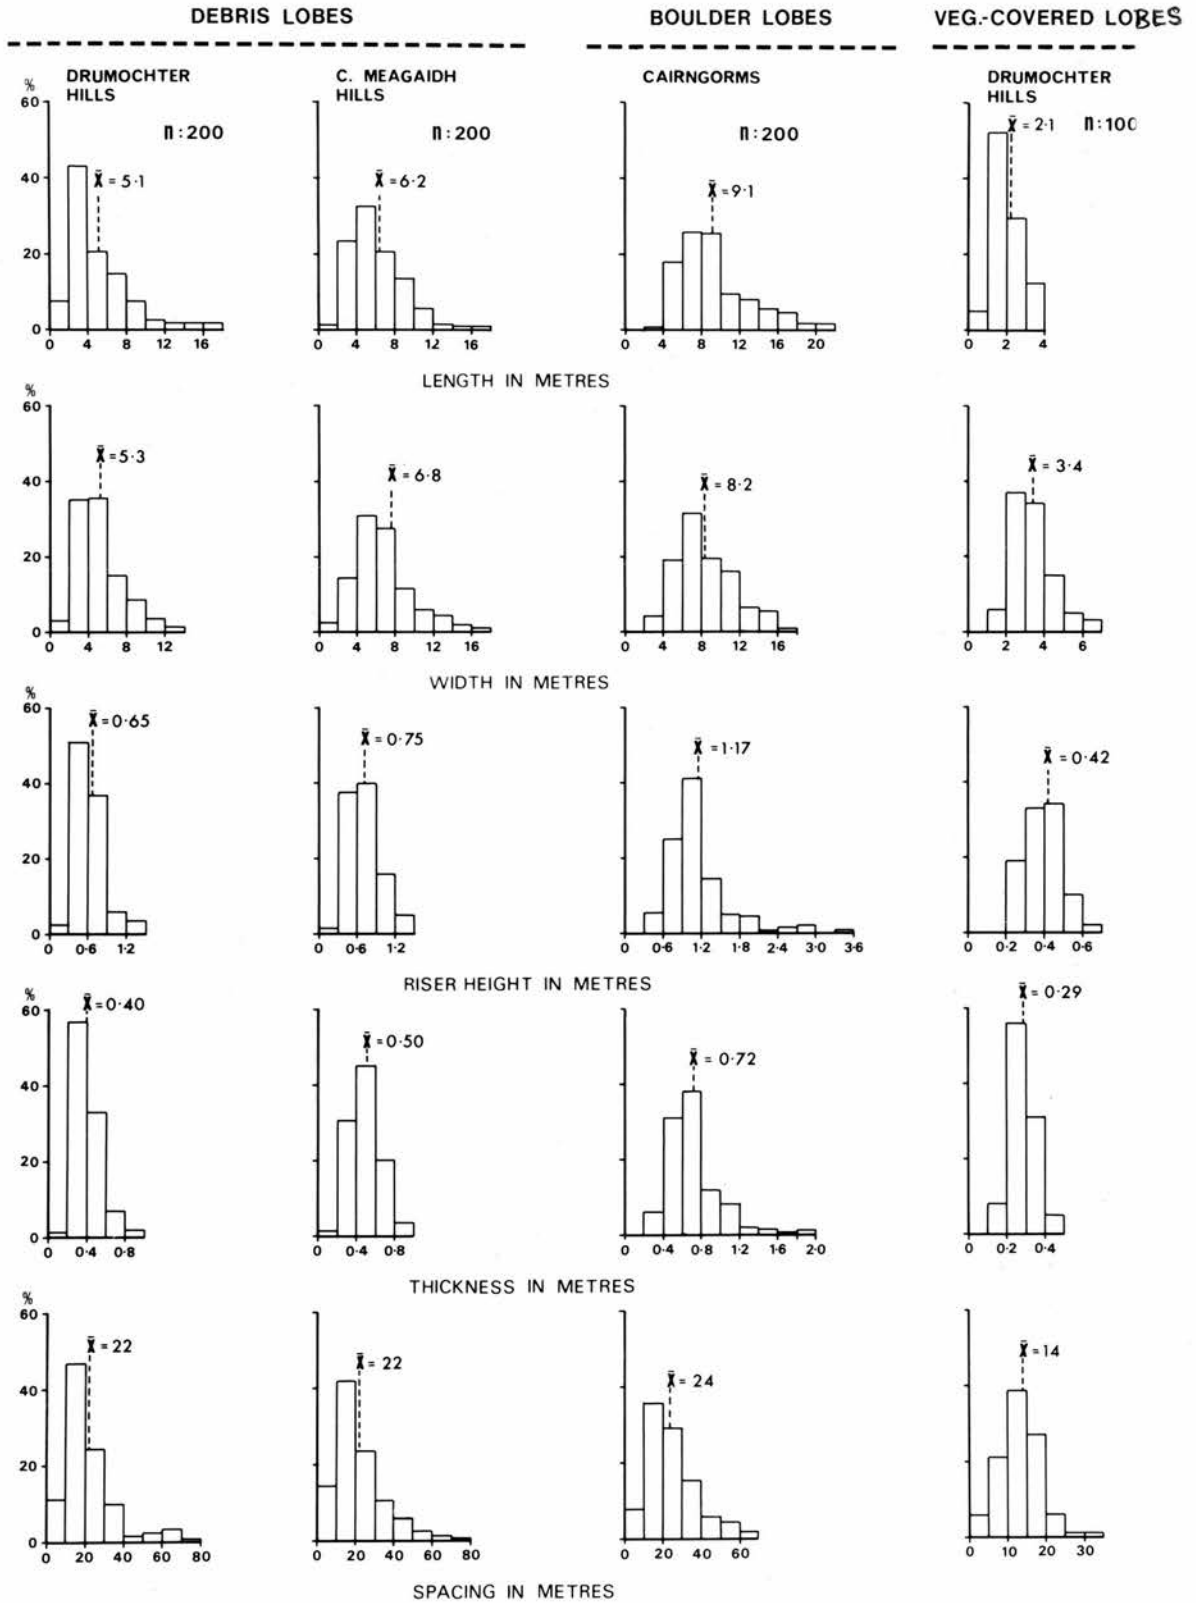 DEBRIS LOBES BOULDER LOBES VEG.-COVERED LOBES
DRUMOCHTER HILLS C. MEAGAIDH HILLS CAIRNGORMS DRUMOCHTER HILLS
%
60
40
20
0
n:200 n:200 n:200 n:100
X̄ = 5·1 X̄ = 6·2 X̄ = 9·1 X̄ = 2·1
0 4 8 12 16 0 4 8 12 16 0 4 8 12 16 20 0 2 4
LENGTH IN METRES
%
60
40
20
0
X̄ = 5·3 X̄ = 6·8 X̄ = 8·2 X̄ = 3·4
0 4 8 12 0 4 8 12 16 0 4 8 12 16 0 2 4 6
WIDTH IN METRES
%
60
40
20
0
X̄ = 0·65 X̄ = 0·75 X̄ = 1·17 X̄ = 0·42
0 0·6 1·2 0 0·6 1·2 0 0·6 1·2 1·8 2·4 3·0 3·6 0 0·2 0·4 0·6
RISER HEIGHT IN METRES
%
60
40
20
0
X̄ = 0·40 X̄ = 0·50 X̄ = 0·72 X̄ = 0·29
0 0·4 0·8 0 0·4 0·8 0 0·4 0·8 1·2 1·6 2·0 0 0·2 0·4
THICKNESS IN METRES
%
60
40
20
0
X̄ = 22 X̄ = 22 X̄ = 24 X̄ = 14
0 20 40 60 80 0 20 40 60 80 0 20 40 60 0 10 20 30
SPACING IN METRES